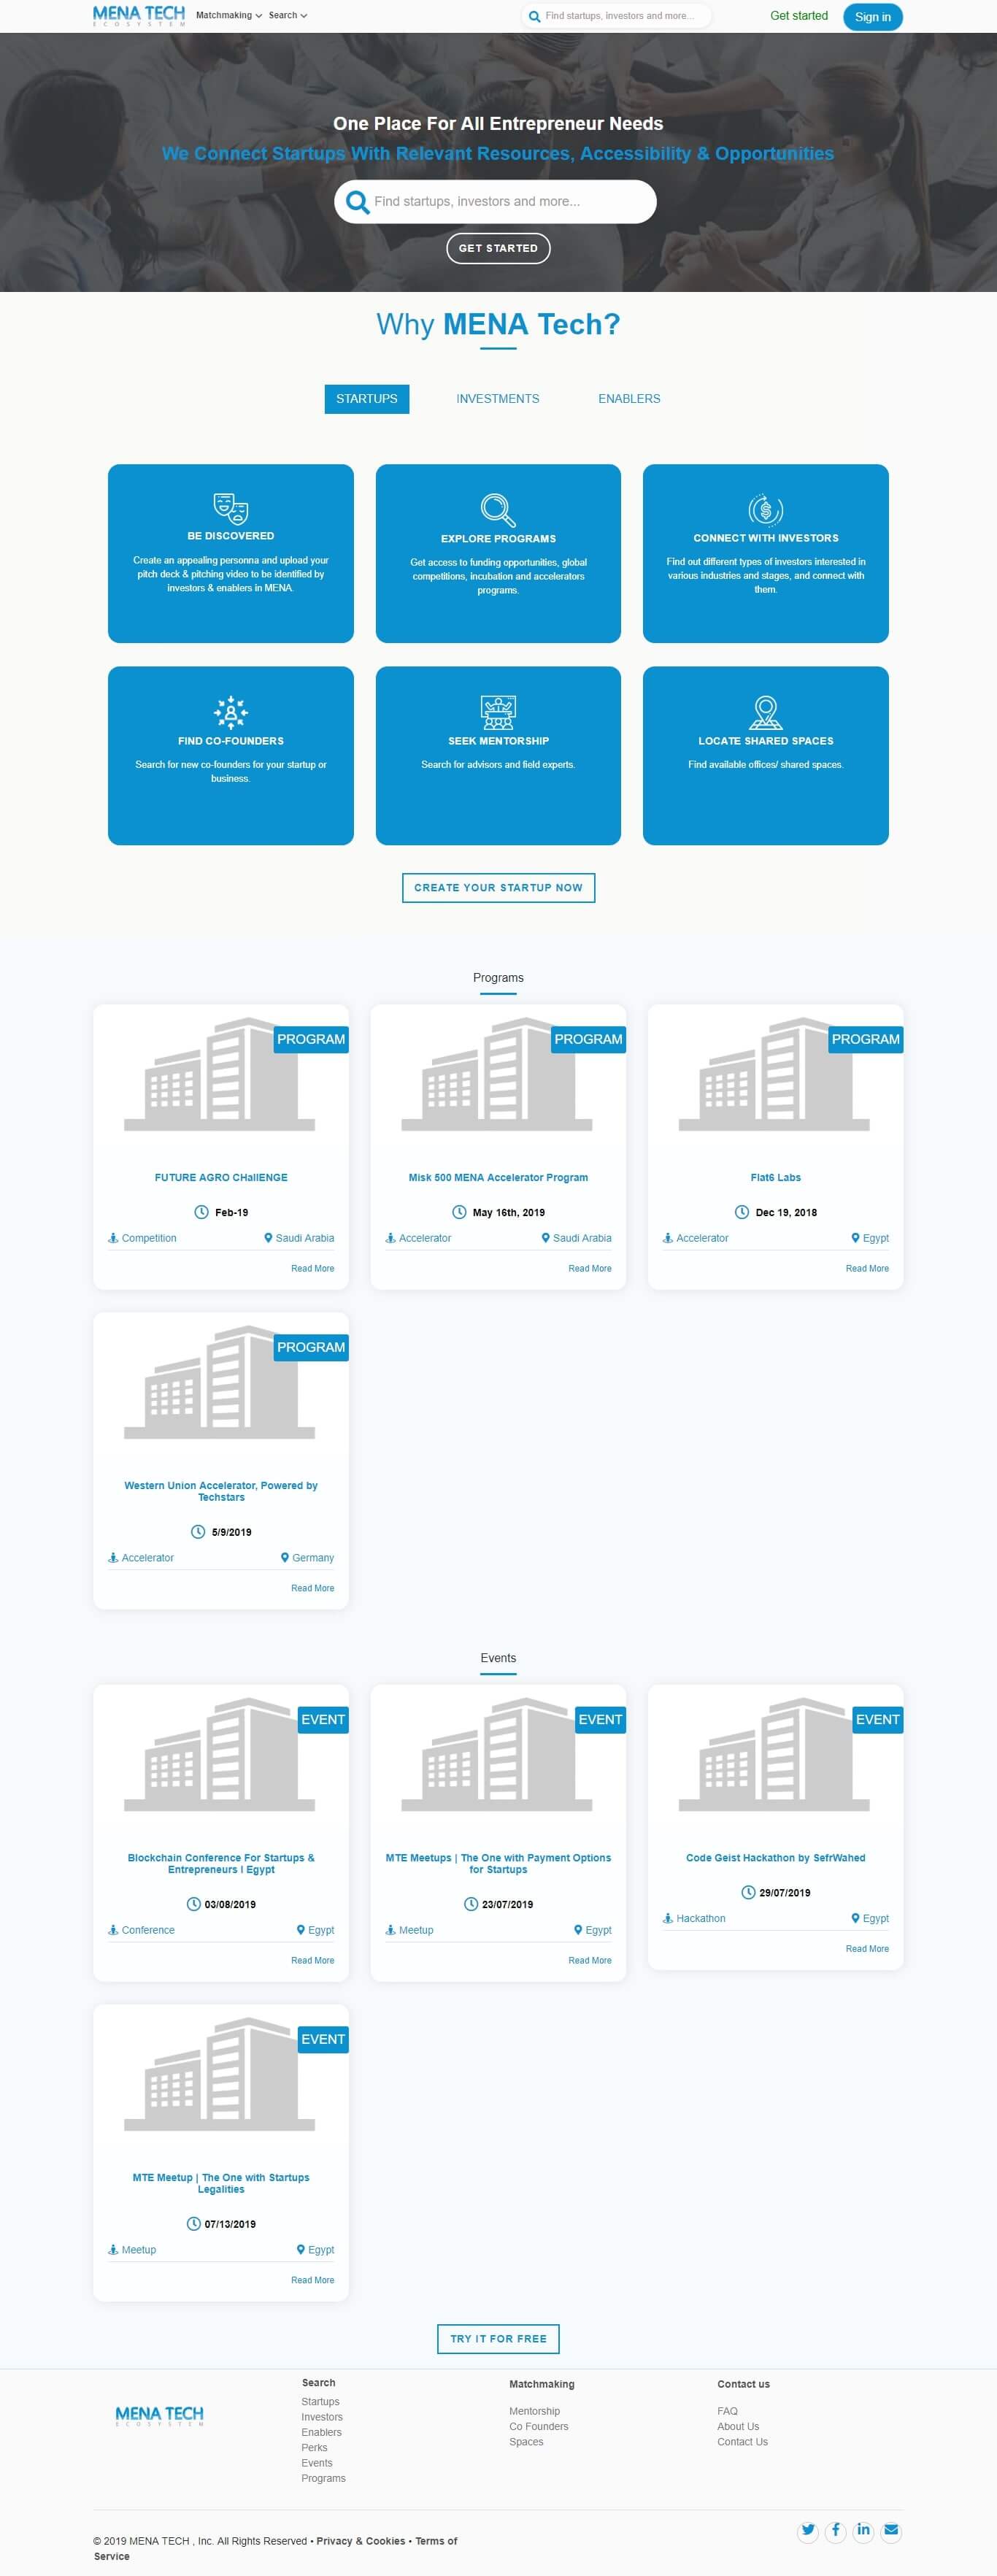 MENA TECH
ECOSYSTEM
Matchmaking
Search
Find startups, investors and more...
Get started
Sign in
One Place For All Entrepreneur Needs
We Connect Startups With Relevant Resources, Accessibility & Opportunities
Find startups, investors and more...
GET STARTED
Why MENA Tech?
STARTUPS
INVESTMENTS
ENABLERS
BE DISCOVERED
Create an appealing personna and upload your
pitch deck & pitching video to be identified by
investors & enablers in MENA.
EXPLORE PROGRAMS
Get access to funding opportunities, global
competitions, incubation and accelerators
programs.
CONNECT WITH INVESTORS
Find out different types of investors interested in
various industries and stages, and connect with
them.
FIND CO-FOUNDERS
Search for new co-founders for your startup or
business.
SEEK MENTORSHIP
Search for advisors and field experts.
LOCATE SHARED SPACES
Find available offices/ shared spaces.
CREATE YOUR STARTUP NOW
Programs
PROGRAM
FUTURE AGRO CHallENGE
Feb-19
Competition
Saudi Arabia
Read More
PROGRAM
Misk 500 MENA Accelerator Program
May 16th, 2019
Accelerator
Saudi Arabia
Read More
PROGRAM
Flat6 Labs
Dec 19, 2018
Accelerator
Egypt
Read More
PROGRAM
Western Union Accelerator, Powered by
Techstars
5/9/2019
Accelerator
Germany
Read More
Events
EVENT
Blockchain Conference For Startups &
Entrepreneurs | Egypt
03/08/2019
Conference
Egypt
Read More
EVENT
MTE Meetups | The One with Payment Options
for Startups
23/07/2019
Meetup
Egypt
Read More
EVENT
Code Geist Hackathon by SefrWahed
29/07/2019
Hackathon
Egypt
Read More
EVENT
MTE Meetup | The One with Startups
Legalities
07/13/2019
Meetup
Egypt
Read More
TRY IT FOR FREE
MENA TECH
ECOSYSTEM
Search
Startups
Investors
Enablers
Perks
Events
Programs
Matchmaking
Mentorship
Co Founders
Spaces
Contact us
FAQ
About Us
Contact Us
© 2019 MENA TECH , Inc. All Rights Reserved • Privacy & Cookies • Terms of
Service